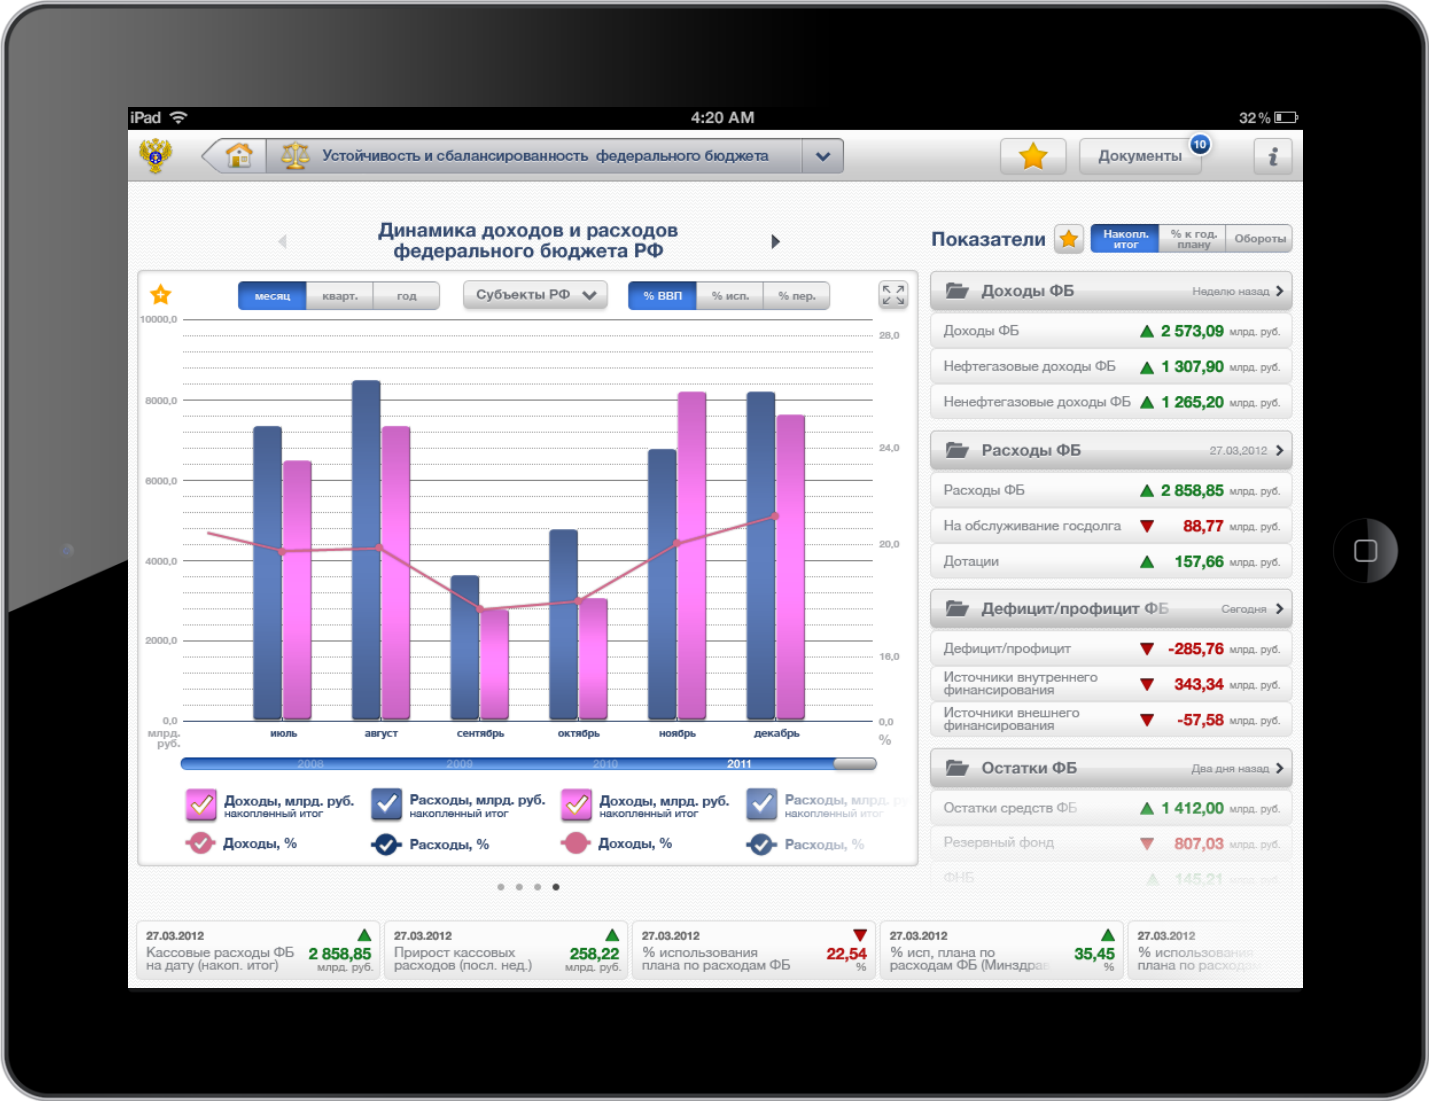 iPad
4:20 AM
32%
Устойчивость и сбалансированность федерального бюджета
Документы
10
i
Динамика доходов и расходов
федерального бюджета РФ
месяц
кварт.
год
Субъекты РФ
% ВВП
% исп.
% пер.
10000,0
8000,0
6000,0
4000,0
2000,0
0,0
млрд.
руб.
28,0
24,0
20,0
16,0
0,0
%
июль
август
сентябрь
октябрь
ноябрь
декабрь
2008
2009
2010
2011
Доходы, млрд. руб.
накопленный итог
Расходы, млрд. руб.
накопленный итог
Доходы, млрд. руб.
накопленный итог
Расходы, млрд. ру
накопленный итог
Доходы, %
Расходы, %
Доходы, %
Расходы, %
Показатели
Накопл.
итог
% к год.
плану
Обороты
Доходы ФБ
Неделю назад
Доходы ФБ 2 573,09 млрд. руб.
Нефтегазовые доходы ФБ 1 307,90 млрд. руб.
Ненефтегазовые доходы ФБ 1 265,20 млрд. руб.
Расходы ФБ
27.03,2012
Расходы ФБ 2 858,85 млрд. руб.
На обслуживание госдолга 88,77 млрд. руб.
Дотации 157,66 млрд. руб.
Дефицит/профицит ФБ
Сегодня
Дефицит/профицит -285,76 млрд. руб.
Источники внутреннего
финансирования 343,34 млрд. руб.
Источники внешнего
финансирования -57,58 млрд. руб.
Остатки ФБ
Два дня назад
Остатки средств ФБ 1 412,00 млрд. руб.
Резервный фонд 807,03 млрд. руб.
ФНБ 145,21 млрд. руб.
27.03.2012
Кассовые расходы ФБ
на дату (накоп. итог)
2 858,85
млрд. руб.
27.03.2012
Прирост кассовых
расходов (посл. нед.)
258,22
млрд. руб.
27.03.2012
% использования
плана по расходам ФБ
22,54
%
27.03.2012
% исп, плана по
расходам ФБ (Минздрав
35,45
%
27.03.2012
% использования
плана по расходам